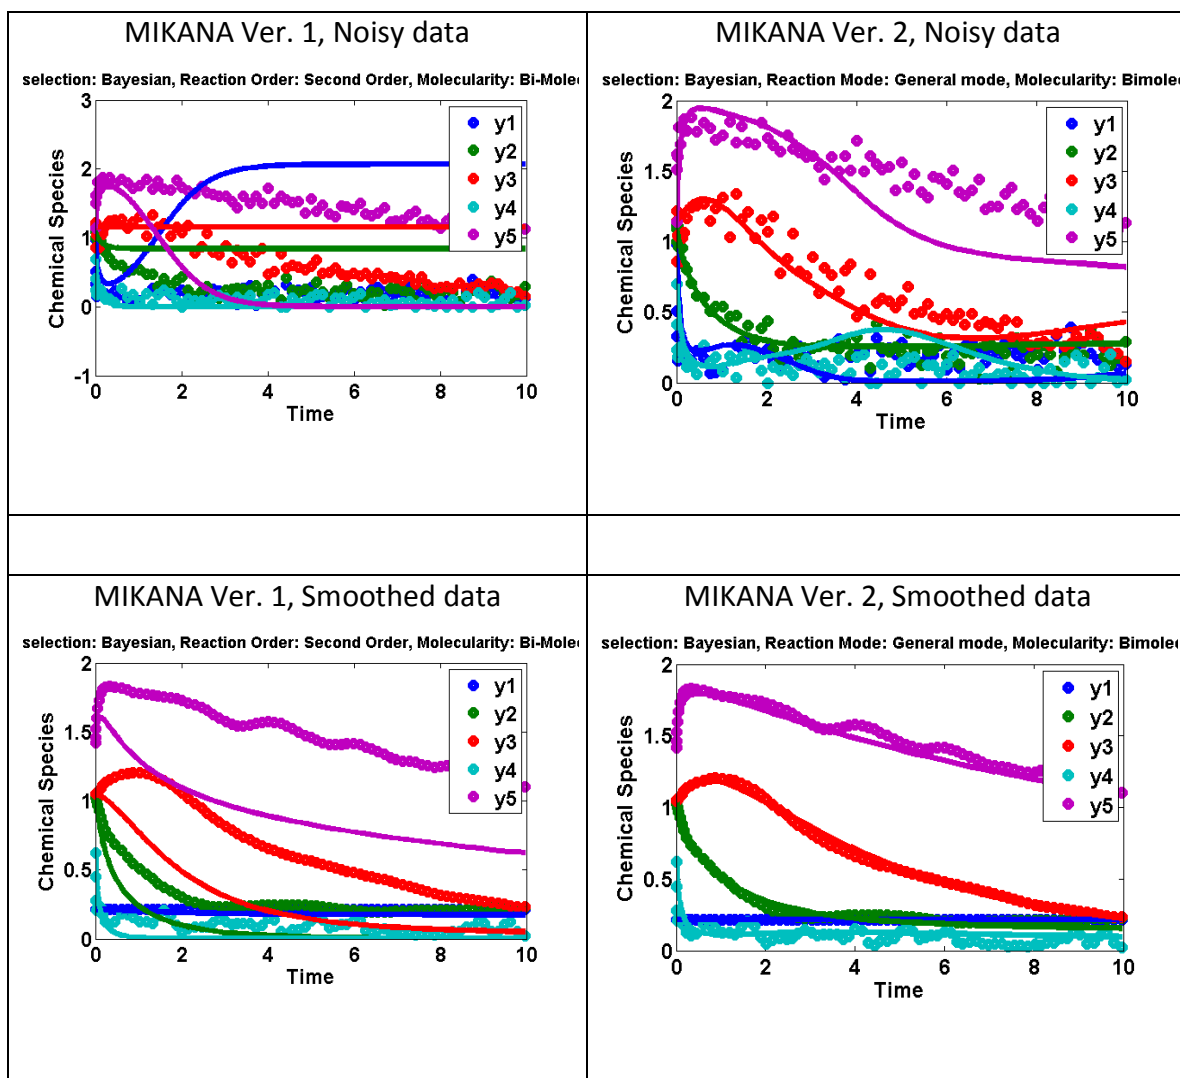 MIKANA Ver. 1, Noisy data
selection: Bayesian, Reaction Order: Second Order, Molecularity: Bi-Molec
3
2
1
0
-1
0
2
4
6
8
10
Chemical Species
Time
y1
y2
y3
y4
y5
MIKANA Ver. 2, Noisy data
selection: Bayesian, Reaction Mode: General mode, Molecularity: Bimolec
2
1.5
1
0.5
0
0
2
4
6
8
10
Chemical Species
Time
y1
y2
y3
y4
y5
MIKANA Ver. 1, Smoothed data
selection: Bayesian, Reaction Order: Second Order, Molecularity: Bi-Molec
2
1.5
1
0.5
0
0
2
4
6
8
10
Chemical Species
Time
y1
y2
y3
y4
y5
MIKANA Ver. 2, Smoothed data
selection: Bayesian, Reaction Mode: General mode, Molecularity: Bimolec
2
1.5
1
0.5
0
0
2
4
6
8
10
Chemical Species
Time
y1
y2
y3
y4
y5